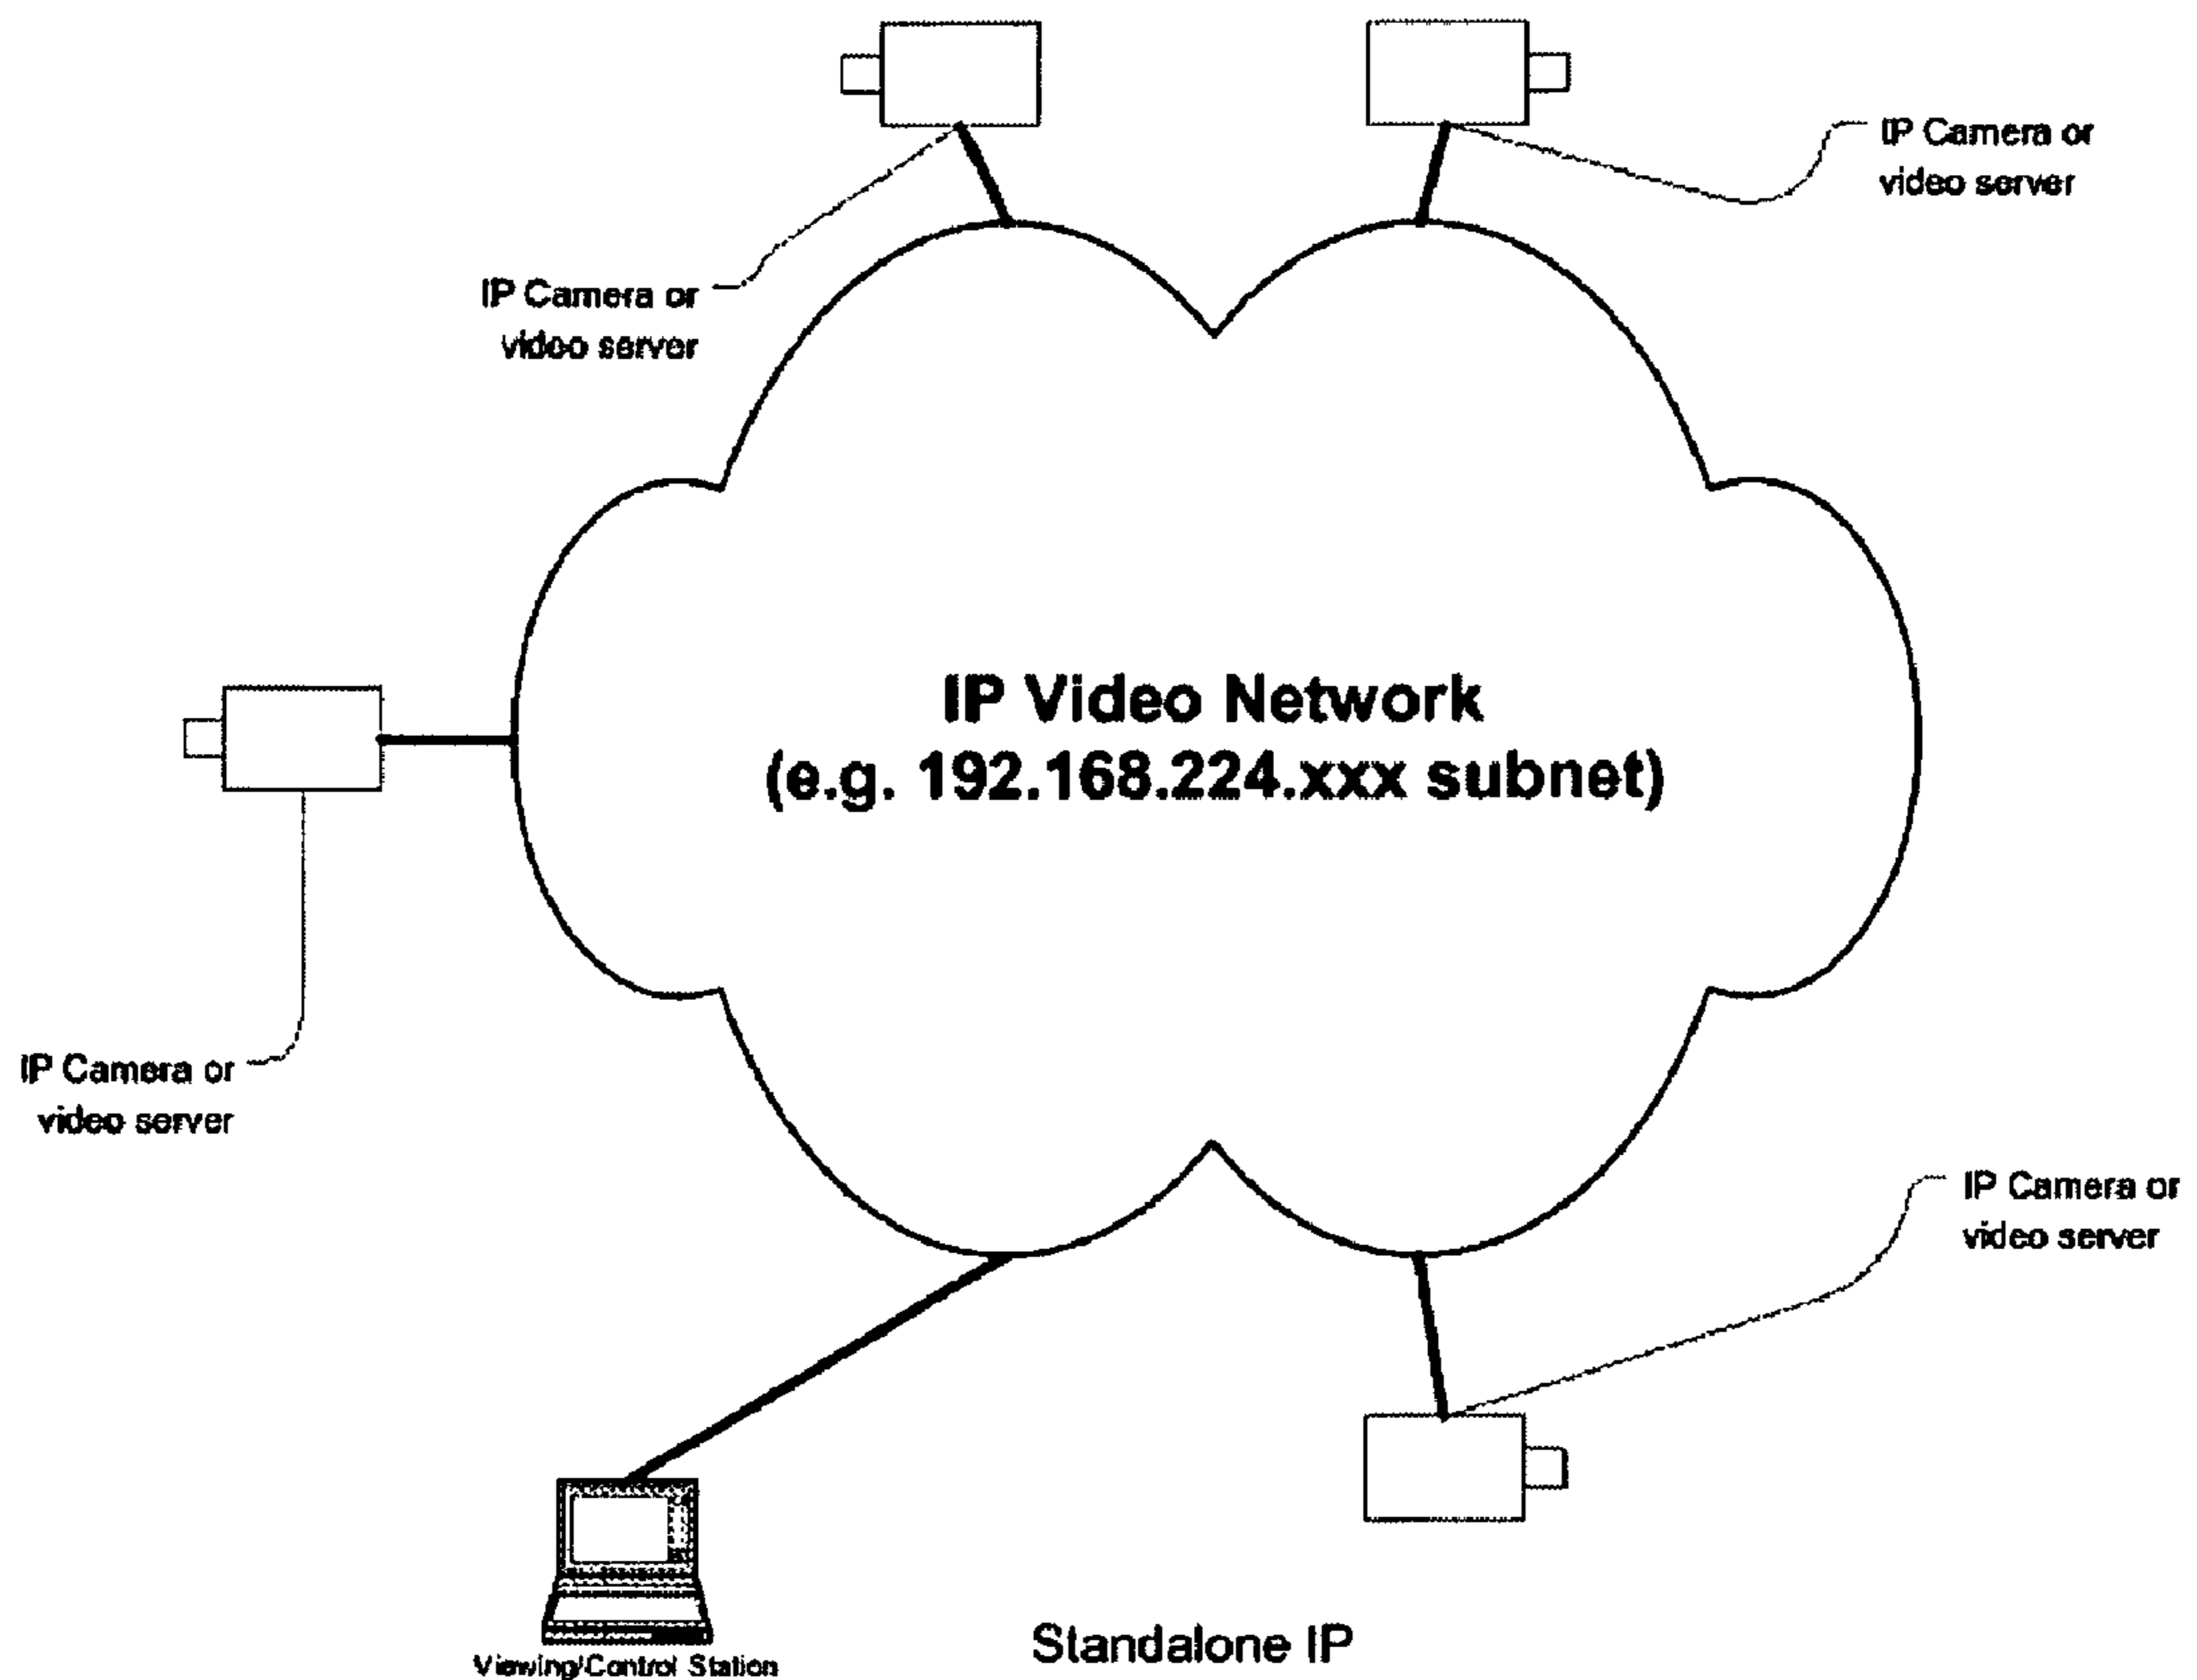 IP Camera or
video server
IP Camera or
video server
IP Video Network
(e.g. 192.168.224.xxx subnet)
IP Camera or
video server
IP Camera or
video server
Viewing/Control Station
Standalone IP